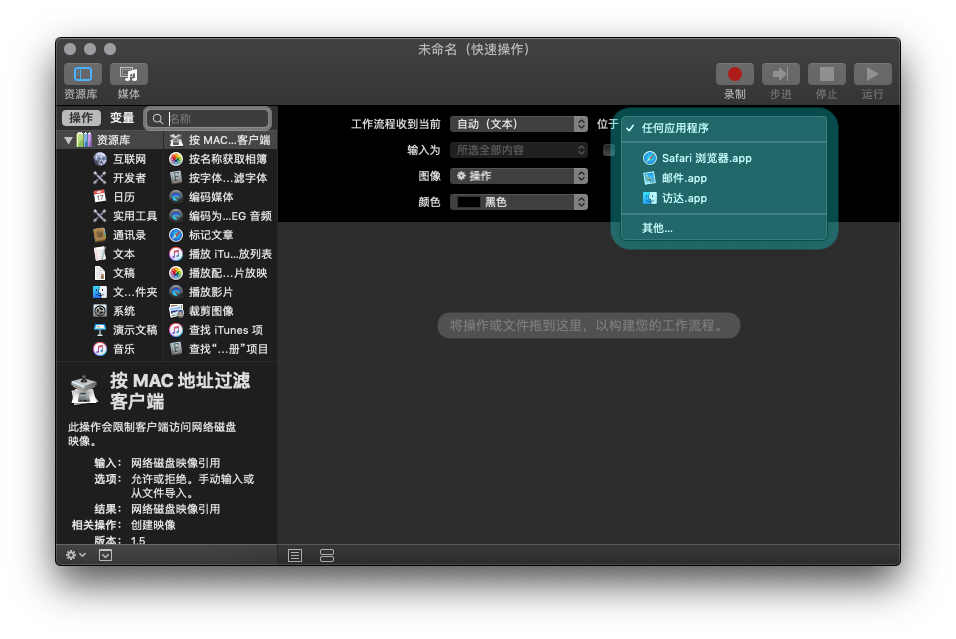 未命名（快速操作）
资源库
媒体
录制
步进
停止
运行
操作
变量
名称
资源库
互联网
开发者
日历
实用工具
通讯录
文本
文稿
文…件夹
系统
演示文稿
音乐
按 MAC…客户端
按名称获取相簿
按字体…滤字体
编码媒体
编码为…EG 音频
标记文章
播放 iTu…放列表
播放配…片放映
播放影片
裁剪图像
查找 iTunes 项
查找“…册”项目
工作流程收到当前
自动（文本）
位于
输入为
所选全部内容
图像
操作
颜色
黑色
✓ 任何应用程序
Safari 浏览器.app
邮件.app
访达.app
其他...
将操作或文件拖到这里，以构建您的工作流程。
按 MAC 地址过滤
客户端
此操作会限制客户端访问网络磁盘
映像。
输入： 网络磁盘映像引用
选项： 允许或拒绝。手动输入或
从文件导入。
结果： 网络磁盘映像引用
相关操作： 创建映像
版本： 1.5